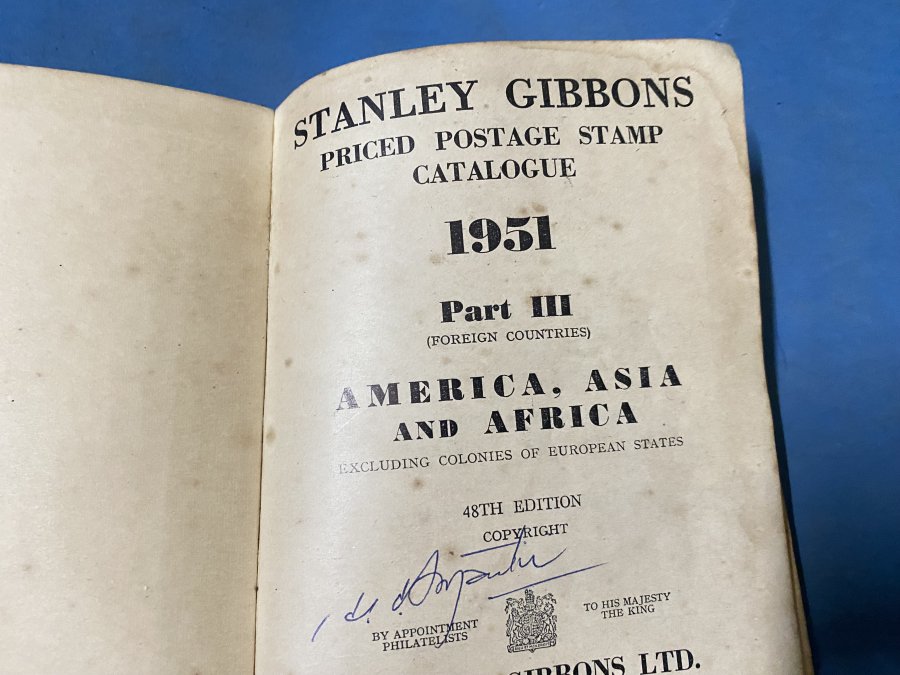 STANLEY GIBBONS
PRICED POSTAGE STAMP
CATALOGUE
1951
Part III
(FOREIGN COUNTRIES)
AMERICA, ASIA
AND AFRICA
EXCLUDING COLONIES OF EUROPEAN STATES
48TH EDITION
COPYRIGHT
BY APPOINTMENT
PHILATELISTS
TO HIS MAJESTY
THE KING
GIBBONS LTD.